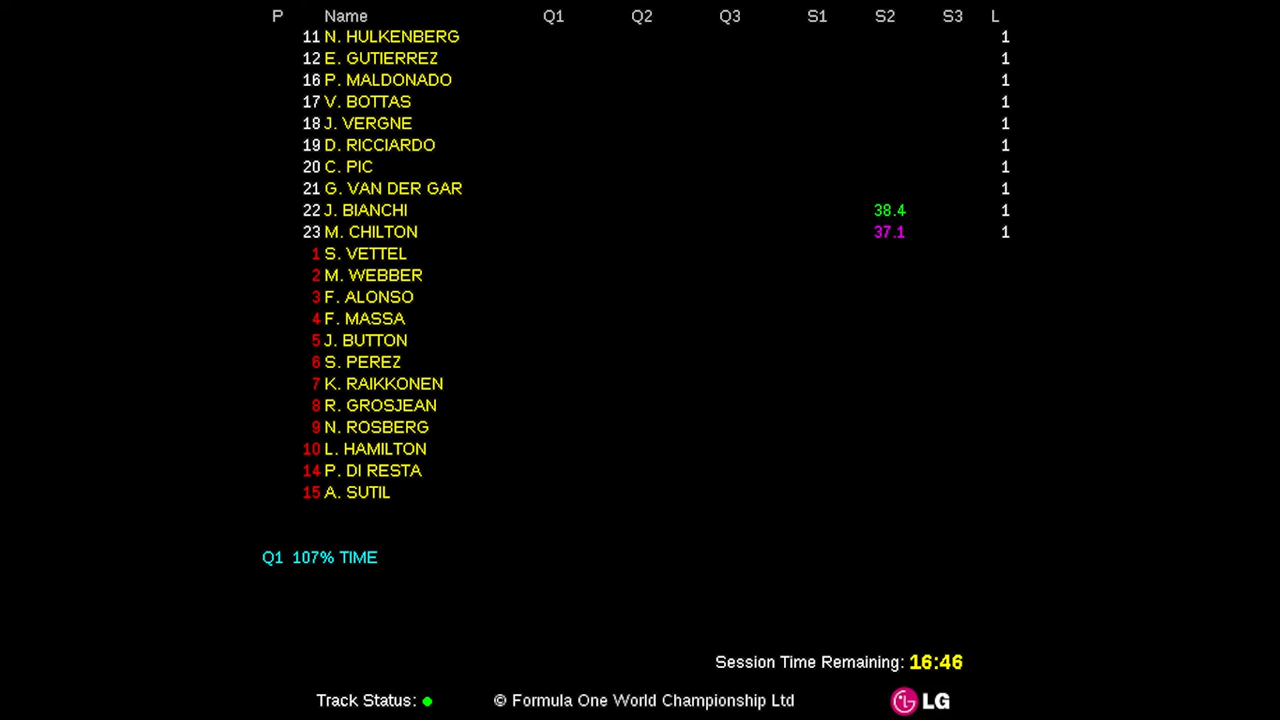 P Name Q1 Q2 Q3 S1 S2 S3 L
11 N. HULKENBERG 1
12 E. GUTIERREZ 1
16 P. MALDONADO 1
17 V. BOTTAS 1
18 J. VERGNE 1
19 D. RICCIARDO 1
20 C. PIC 1
21 G. VAN DER GAR 1
22 J. BIANCHI 38.4 1
23 M. CHILTON 37.1 1
1 S. VETTEL
2 M. WEBBER
3 F. ALONSO
4 F. MASSA
5 J. BUTTON
6 S. PEREZ
7 K. RAIKKONEN
8 R. GROSJEAN
9 N. ROSBERG
10 L. HAMILTON
14 P. DI RESTA
15 A. SUTIL
Q1 107% TIME
Session Time Remaining: 16:46
Track Status: © Formula One World Championship Ltd LG